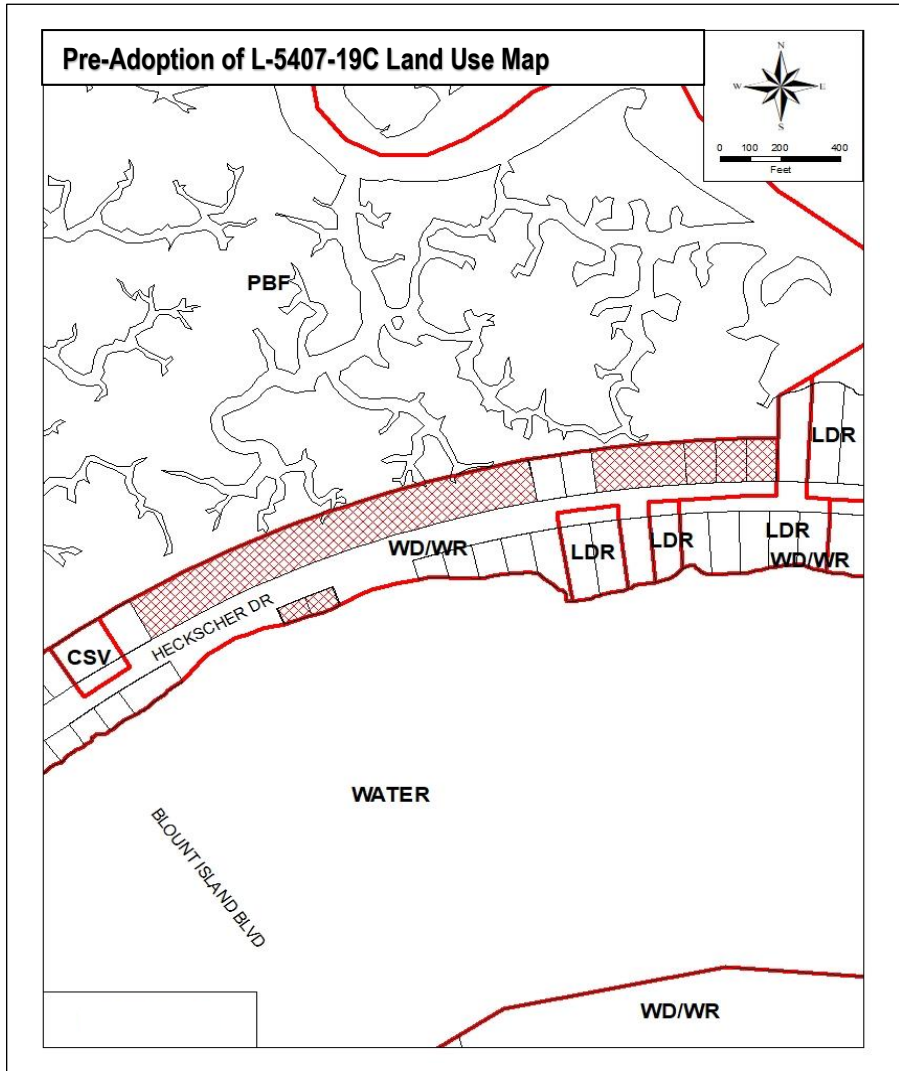 Pre-Adoption of L-5407-19C Land Use Map
N
W E
S
0 100 200 400
Feet
PBF
LDR
WD/WR
LDR
LDR
LDR
WD/WR
HECKSCHER DR
CSV
WATER
BLOUNT ISLAND BLVD
WD/WR